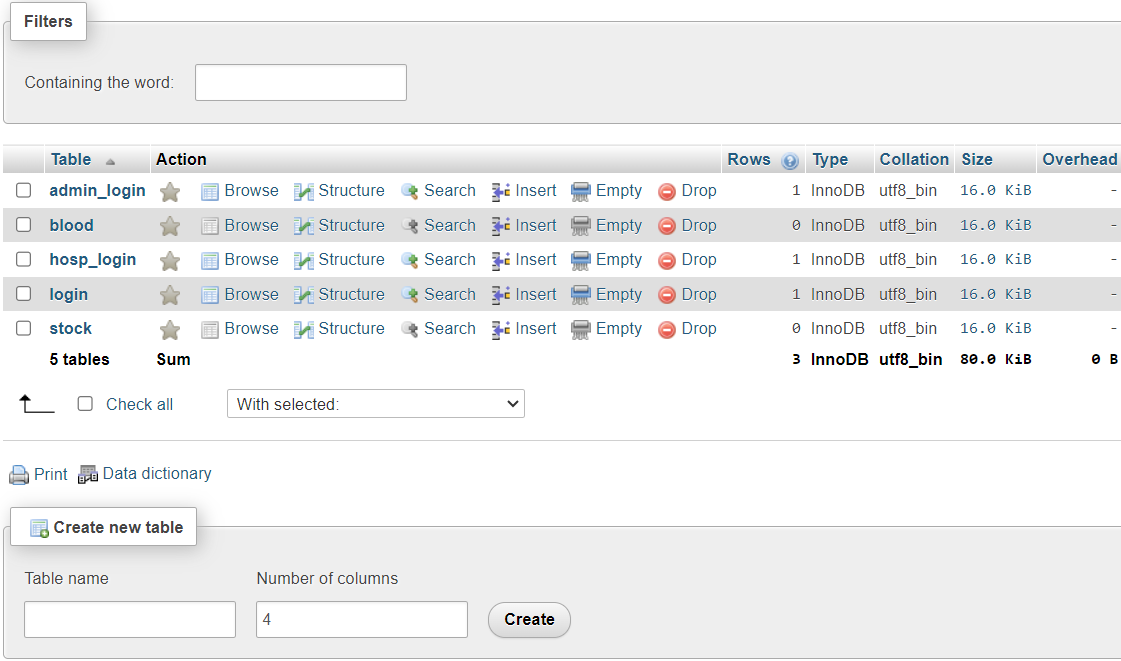 Filters
Containing the word:
Table Action Rows Type Collation Size Overhead
admin_login Browse Structure Search Insert Empty Drop 1 InnoDB utf8_bin 16.0 KiB -
blood Browse Structure Search Insert Empty Drop 0 InnoDB utf8_bin 16.0 KiB -
hosp_login Browse Structure Search Insert Empty Drop 1 InnoDB utf8_bin 16.0 KiB -
login Browse Structure Search Insert Empty Drop 1 InnoDB utf8_bin 16.0 KiB -
stock Browse Structure Search Insert Empty Drop 0 InnoDB utf8_bin 16.0 KiB -
5 tables Sum 3 InnoDB utf8_bin 80.0 KiB 0 B
Check all With selected:
Print Data dictionary
Create new table
Table name Number of columns
4 Create